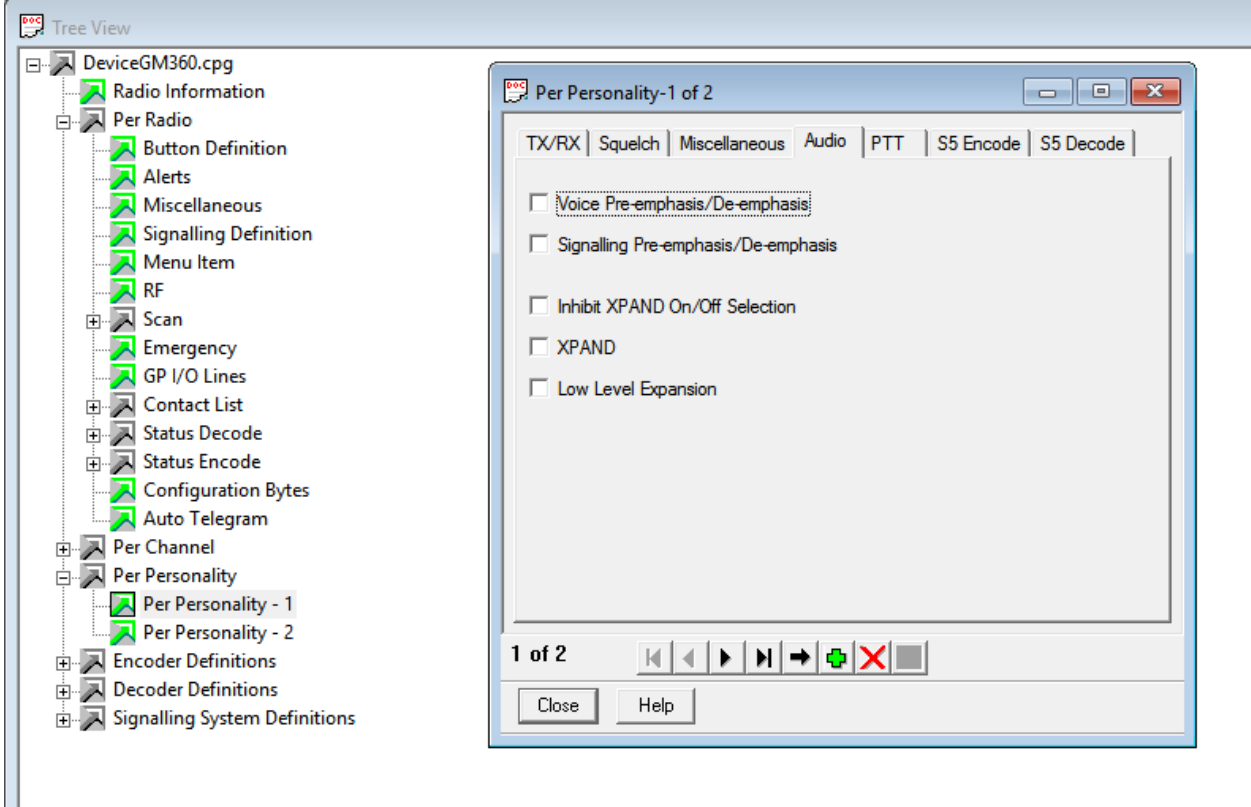 Tree View
DeviceGM360.cpg
Radio Information
Per Radio
Button Definition
Alerts
Miscellaneous
Signalling Definition
Menu Item
RF
Scan
Emergency
GP I/O Lines
Contact List
Status Decode
Status Encode
Configuration Bytes
Auto Telegram
Per Channel
Per Personality
Per Personality - 1
Per Personality - 2
Encoder Definitions
Decoder Definitions
Signalling System Definitions
Per Personality-1 of 2
TX/RX Squelch Miscellaneous Audio PTT S5 Encode S5 Decode
Voice Pre-emphasis/De-emphasis
Signalling Pre-emphasis/De-emphasis
Inhibit XPAND On/Off Selection
XPAND
Low Level Expansion
1 of 2
Close Help